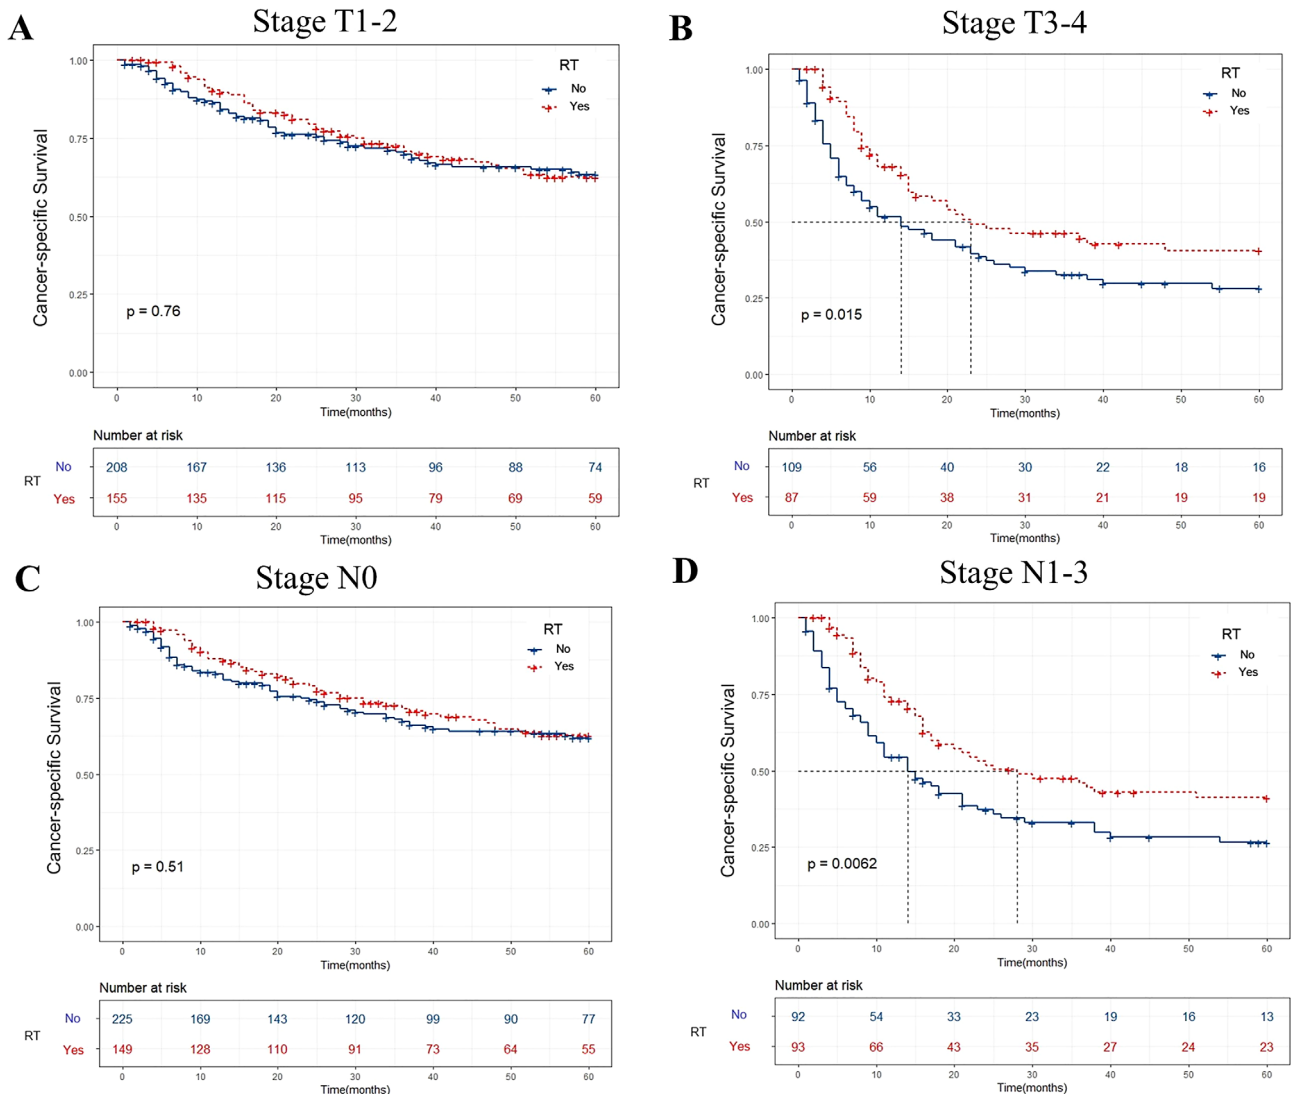 A
Stage T1-2
Cancer-specific Survival
1.00
0.75
0.50
0.25
0.00
RT
No
Yes
p = 0.76
0 10 20 30 40 50 60
Time(months)
Number at risk
RT
No 208 167 136 113 96 88 74
Yes 155 135 115 95 79 69 59
0 10 20 30 40 50 60
Time(months)
B
Stage T3-4
Cancer-specific Survival
1.00
0.75
0.50
0.25
0.00
RT
No
Yes
p = 0.015
0 10 20 30 40 50 60
Time(months)
Number at risk
RT
No 109 56 40 30 22 18 16
Yes 87 59 38 31 21 19 19
0 10 20 30 40 50 60
Time(months)
C
Stage N0
Cancer-specific Survival
1.00
0.75
0.50
0.25
0.00
RT
No
Yes
p = 0.51
0 10 20 30 40 50 60
Time(months)
Number at risk
RT
No 225 169 143 120 99 90 77
Yes 149 128 110 91 73 64 55
0 10 20 30 40 50 60
Time(months)
D
Stage N1-3
Cancer-specific Survival
1.00
0.75
0.50
0.25
0.00
RT
No
Yes
p = 0.0062
0 10 20 30 40 50 60
Time(months)
Number at risk
RT
No 92 54 33 23 19 16 13
Yes 93 66 43 35 27 24 23
0 10 20 30 40 50 60
Time(months)